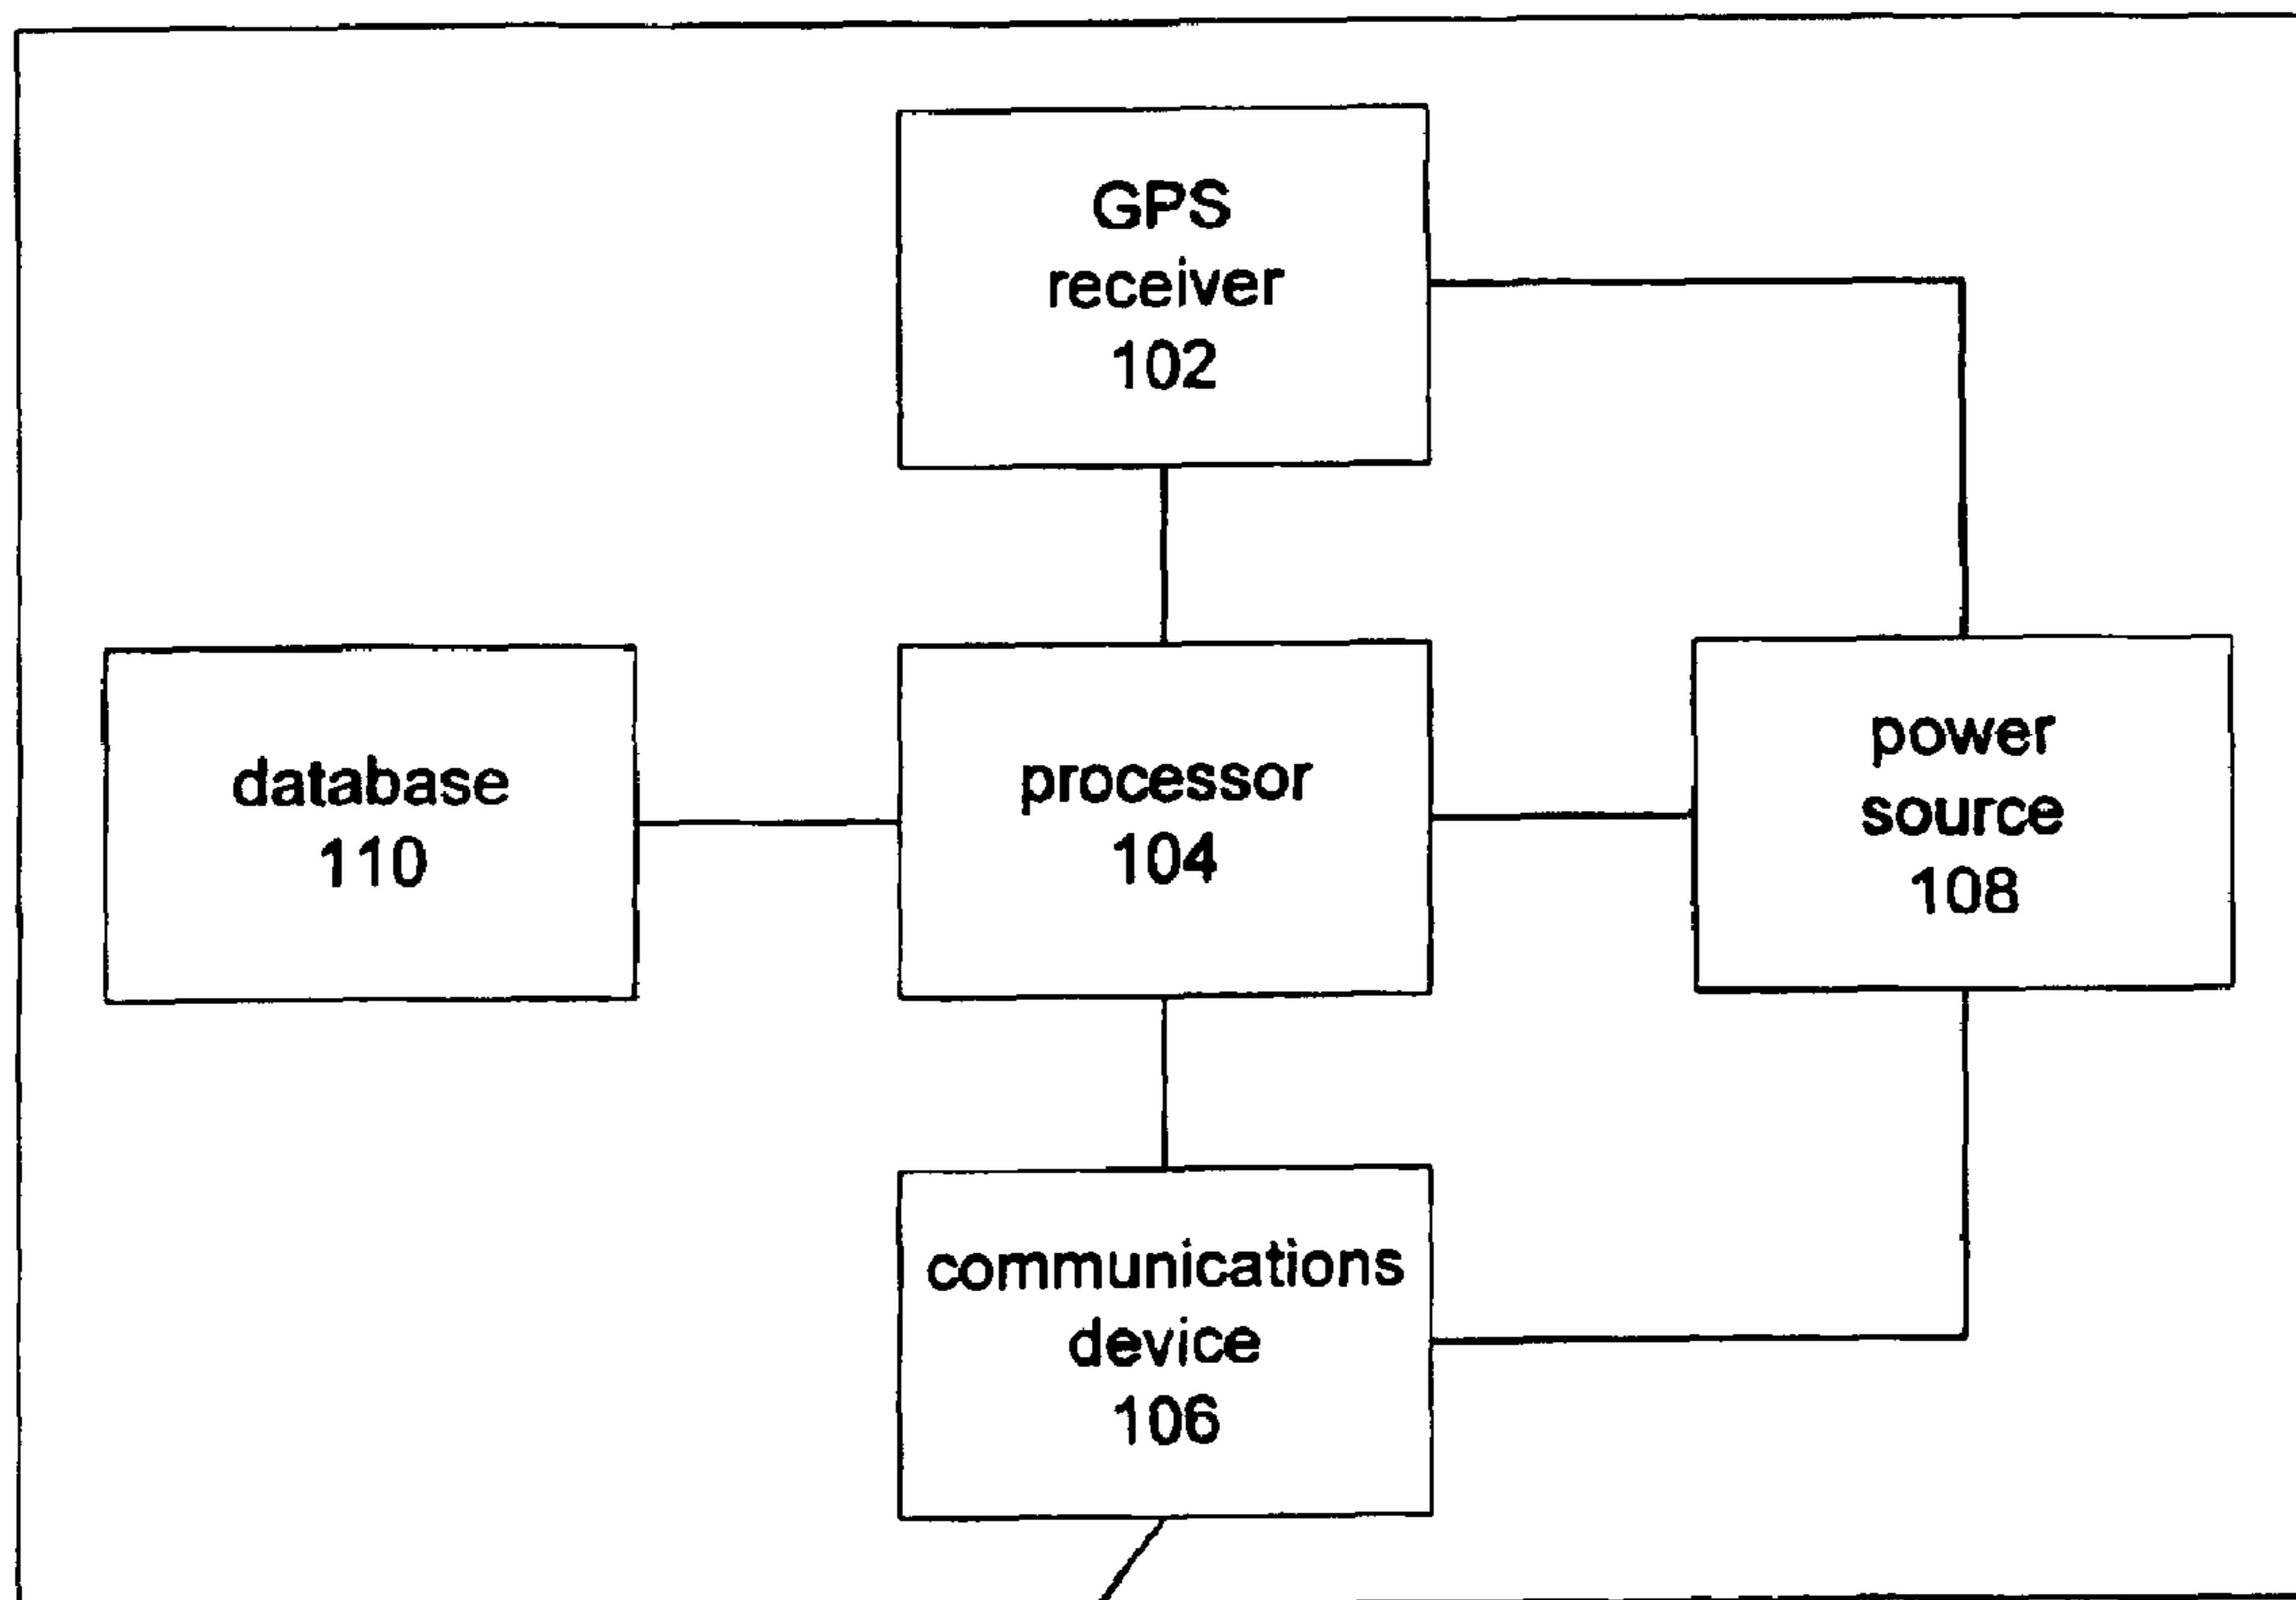 GPS
receiver
102
database
110
processor
104
power
source
108
communications
device
106